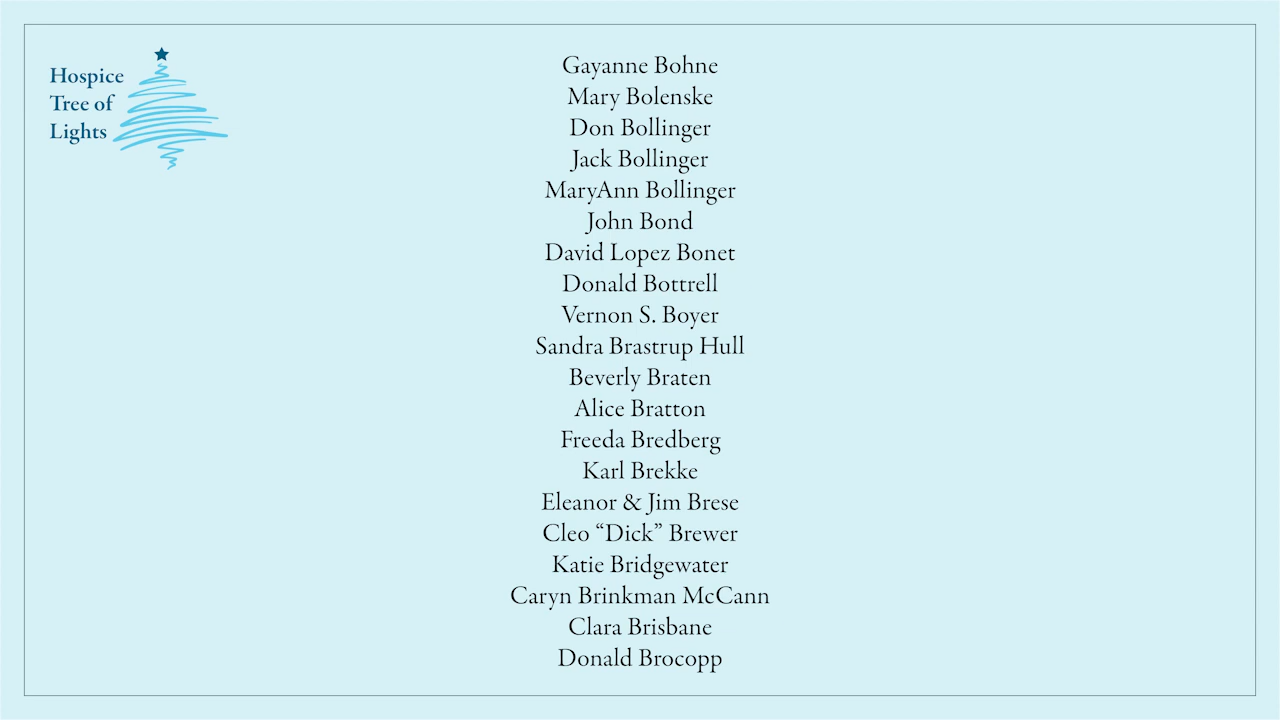 Hospice
Tree of
Lights
Gayanne Bohne
Mary Bolenske
Don Bollinger
Jack Bollinger
MaryAnn Bollinger
John Bond
David Lopez Bonet
Donald Bottrell
Vernon S. Boyer
Sandra Brastrup Hull
Beverly Braten
Alice Bratton
Freeda Bredberg
Karl Brekke
Eleanor & Jim Brese
Cleo “Dick” Brewer
Katie Bridgewater
Caryn Brinkman McCann
Clara Brisbane
Donald Brocopp